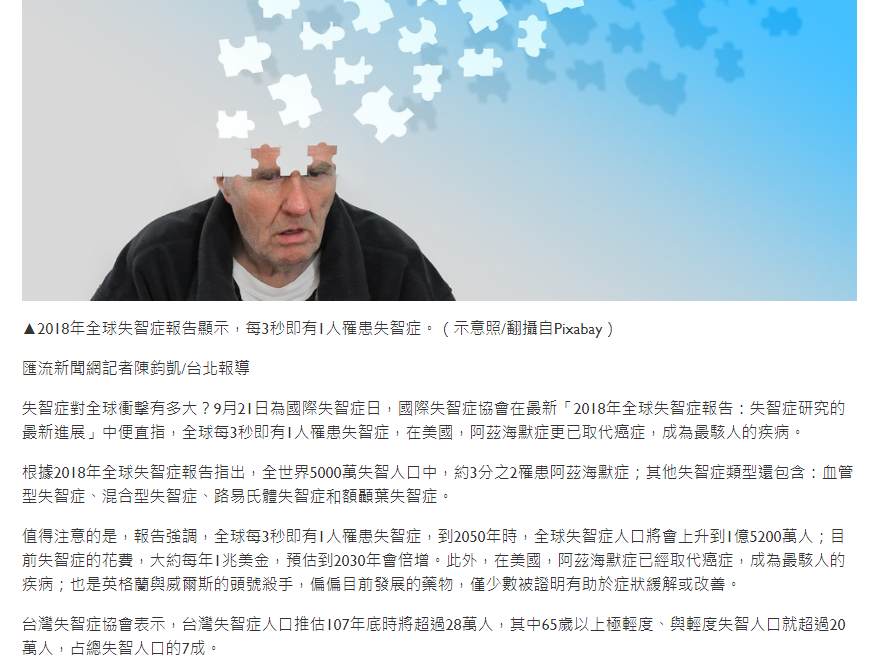 ▲2018年全球失智症報告顯示，每3秒即有1人罹患失智症。（示意照/翻攝自Pixabay）
匯流新聞網記者陳鈞凱/台北報導
失智症對全球衝擊有多大？9月21日為國際失智症日，國際失智症協會在最新「2018年全球失智症報告：失智症研究的
最新進展」中便直指，全球每3秒即有1人罹患失智症，在美國，阿茲海默症更已取代癌症，成為最駭人的疾病。
根據2018年全球失智症報告指出，全世界5000萬失智人口中，約3分之2罹患阿茲海默症；其他失智症類型還包含：血管
型失智症、混合型失智症、路易氏體失智症和額顳葉失智症。
值得注意的是，報告強調，全球每3秒即有1人罹患失智症，到2050年時，全球失智症人口將會上升到1億5200萬人；目
前失智症的花費，大約每年1兆美金，預估到2030年會倍增。此外，在美國，阿茲海默症已經取代癌症，成為最駭人的
疾病；也是英格蘭與威爾斯的頭號殺手，偏偏目前發展的藥物，僅少數被證明有助於症狀緩解或改善。
台灣失智症協會表示，台灣失智症人口推估107年底時將超過28萬人，其中65歲以上極輕度、與輕度失智人口就超過20
萬人，占總失智人口的7成。